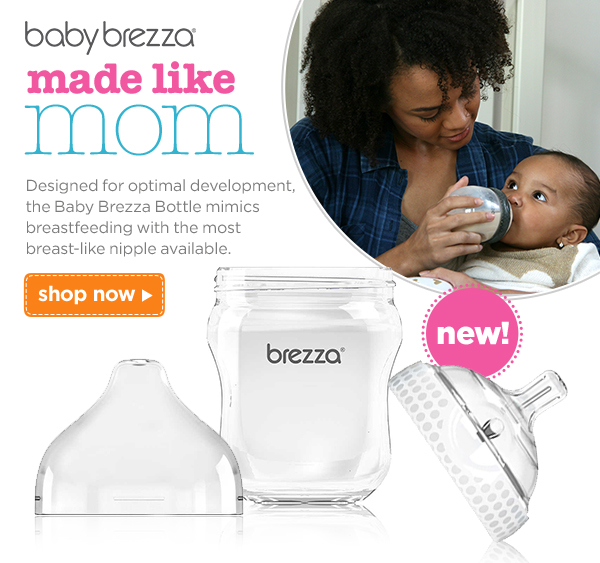 baby brezza®
made like
mom
Designed for optimal development,
the Baby Brezza Bottle mimics
breastfeeding with the most
breast-like nipple available.
shop now ▸
new!
brezza®